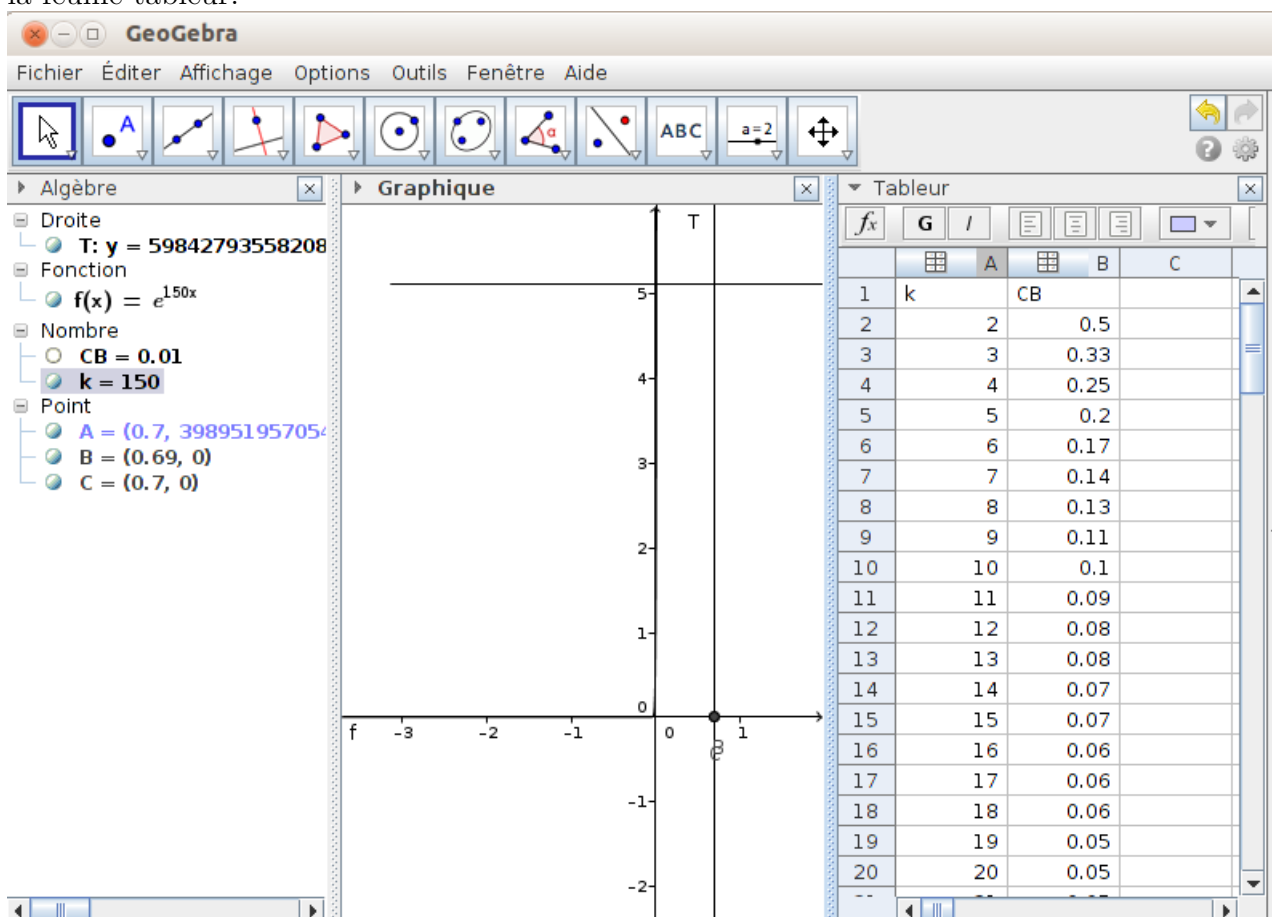 GeoGebra
Fichier Éditer Affichage Options Outils Fenêtre Aide
A α ABC a=2
Algèbre
Droite
T: y = 59842793558208
Fonction
f(x) = e^150x
Nombre
CB = 0.01
k = 150
Point
A = (0.7, 39895195705
B = (0.69, 0)
C = (0.7, 0)
Graphique
T
5
4
3
2
1
0
f -3 -2 -1 0 1
-1
-2
Tableur
fx G I
A B C
1 k CB
2 2 0.5
3 3 0.33
4 4 0.25
5 5 0.2
6 6 0.17
7 7 0.14
8 8 0.13
9 9 0.11
10 10 0.1
11 11 0.09
12 12 0.08
13 13 0.08
14 14 0.07
15 15 0.07
16 16 0.06
17 17 0.06
18 18 0.06
19 19 0.05
20 20 0.05